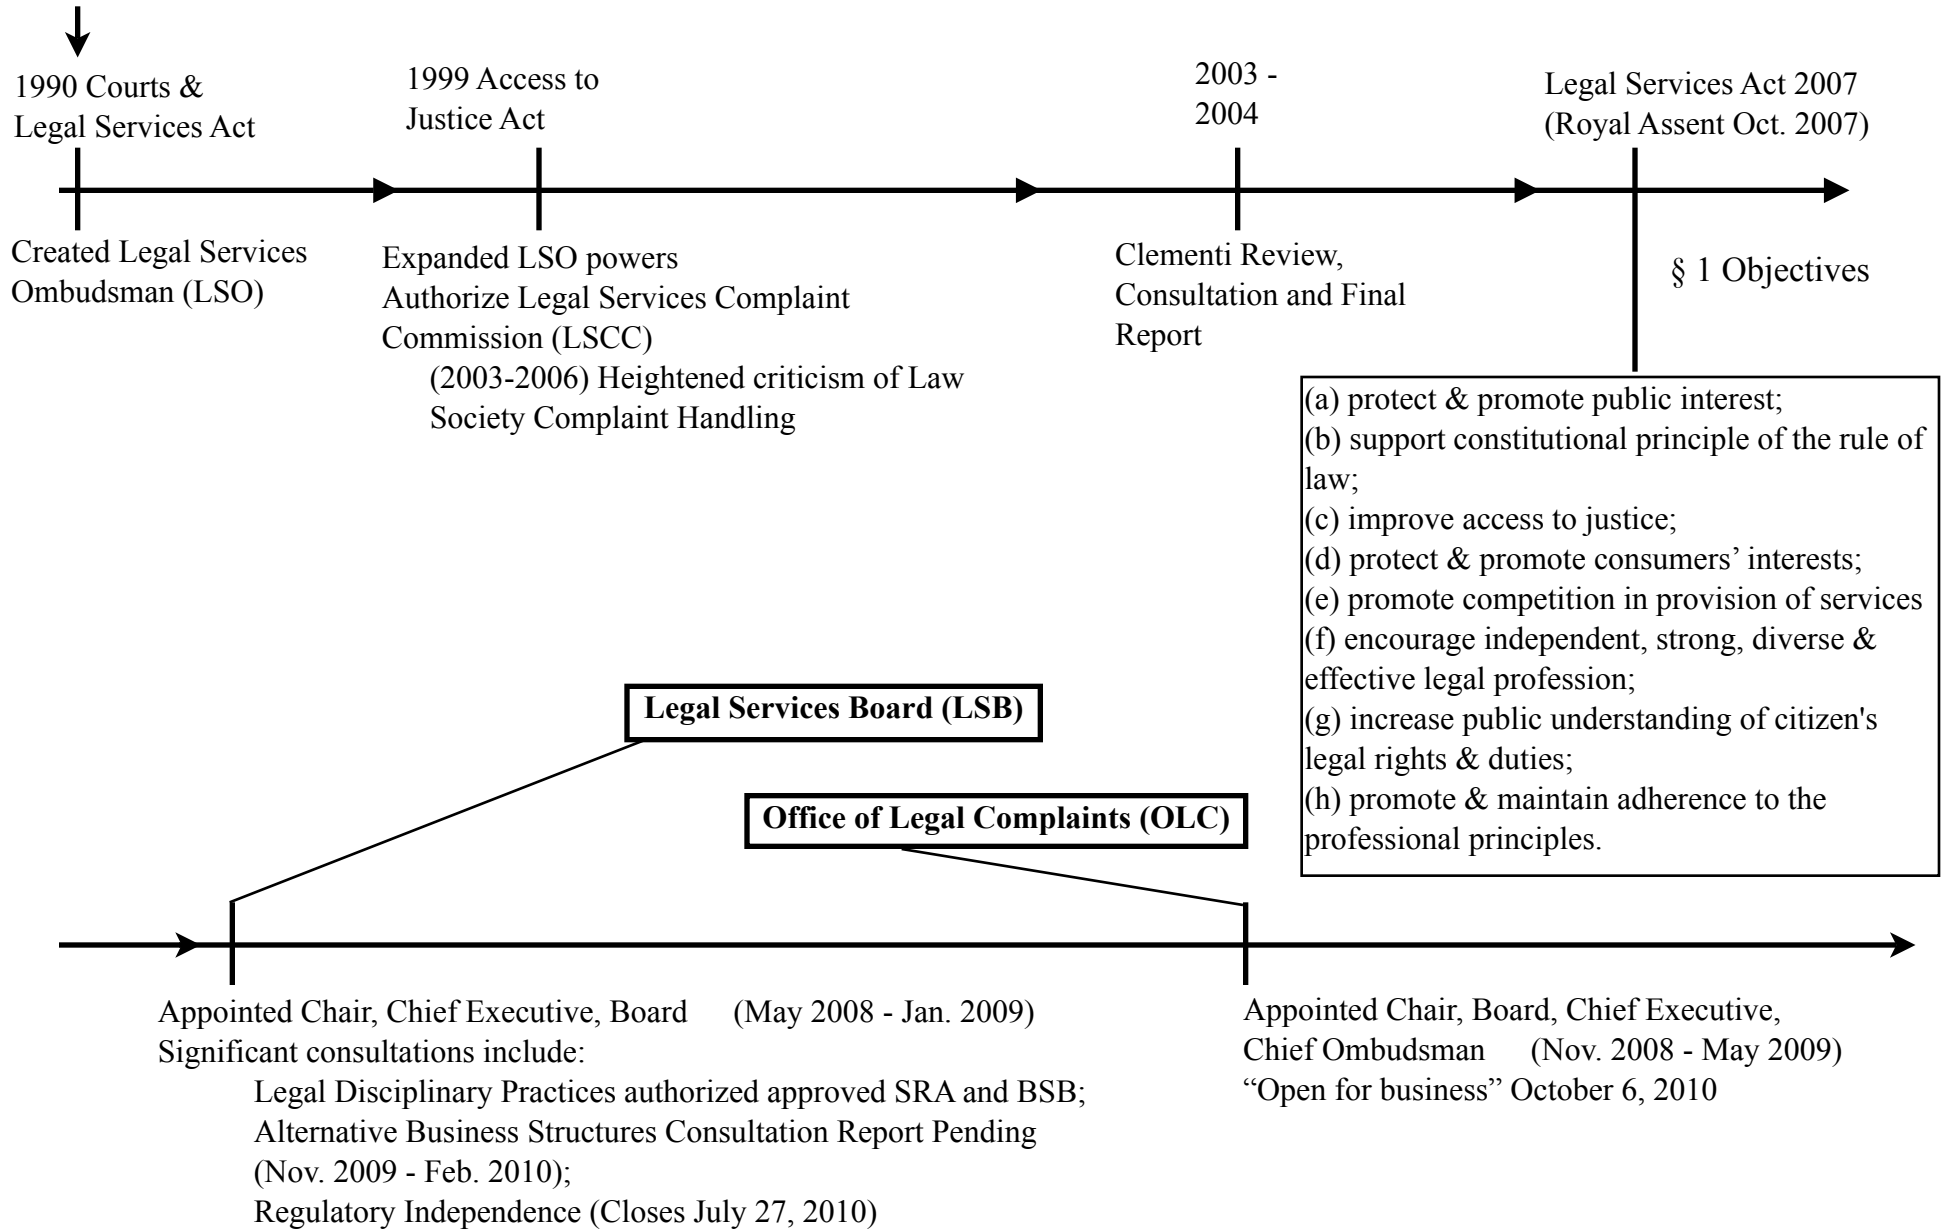 1990 Courts &
Legal Services Act
1999 Access to
Justice Act
2003 -
2004
Legal Services Act 2007
(Royal Assent Oct. 2007)
Created Legal Services
Ombudsman (LSO)
Expanded LSO powers
Authorize Legal Services Complaint
Commission (LSCC)
(2003-2006) Heightened criticism of Law
Society Complaint Handling
Clementi Review,
Consultation and Final
Report
§ 1 Objectives
(a) protect & promote public interest;
(b) support constitutional principle of the rule of
law;
(c) improve access to justice;
(d) protect & promote consumers’ interests;
(e) promote competition in provision of services
(f) encourage independent, strong, diverse &
effective legal profession;
(g) increase public understanding of citizen's
legal rights & duties;
(h) promote & maintain adherence to the
professional principles.
Legal Services Board (LSB)
Office of Legal Complaints (OLC)
Appointed Chair, Chief Executive, Board (May 2008 - Jan. 2009)
Significant consultations include:
Legal Disciplinary Practices authorized approved SRA and BSB;
Alternative Business Structures Consultation Report Pending
(Nov. 2009 - Feb. 2010);
Regulatory Independence (Closes July 27, 2010)
Appointed Chair, Board, Chief Executive,
Chief Ombudsman (Nov. 2008 - May 2009)
“Open for business” October 6, 2010